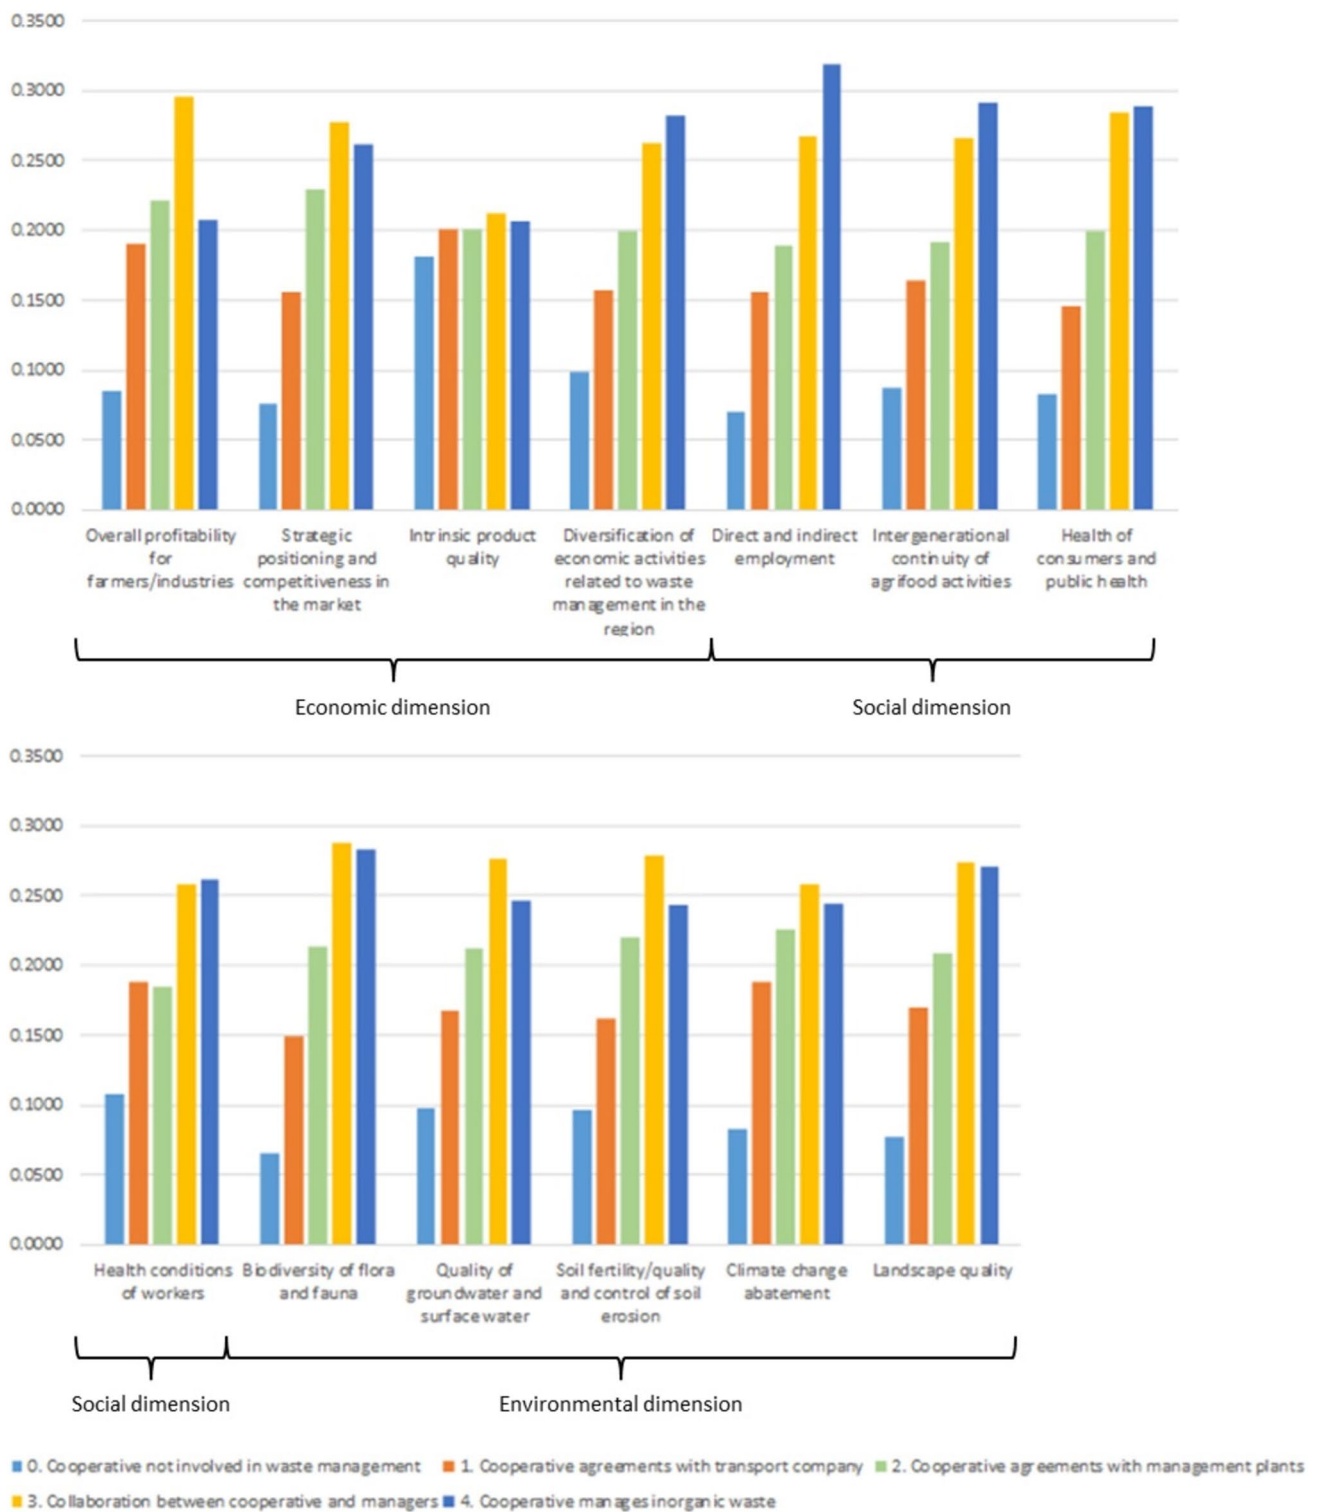 0.3500
0.3000
0.2500
0.2000
0.1500
0.1000
0.0500
0.0000
Overall profitability
for
farmers/industries
Strategic
positioning and
competitiveness in
the market
Intrinsic product
quality
Diversification of
economic activities
related to waste
management in the
region
Direct and indirect
employment
Intergenerational
continuity of
agrifood activities
Health of
consumers and
public health
Economic dimension
Social dimension
0.3500
0.3000
0.2500
0.2000
0.1500
0.1000
0.0500
0.0000
Health conditions
of workers
Biodiversity of flora
and fauna
Quality of
groundwater and
surface water
Soil fertility/quality
and control of soil
erosion
Climate change
abatement
Landscape quality
Social dimension
Environmental dimension
0. Cooperative not involved in waste management
1. Cooperative agreements with transport company
2. Cooperative agreements with management plants
3. Collaboration between cooperative and managers
4. Cooperative manages inorganic waste